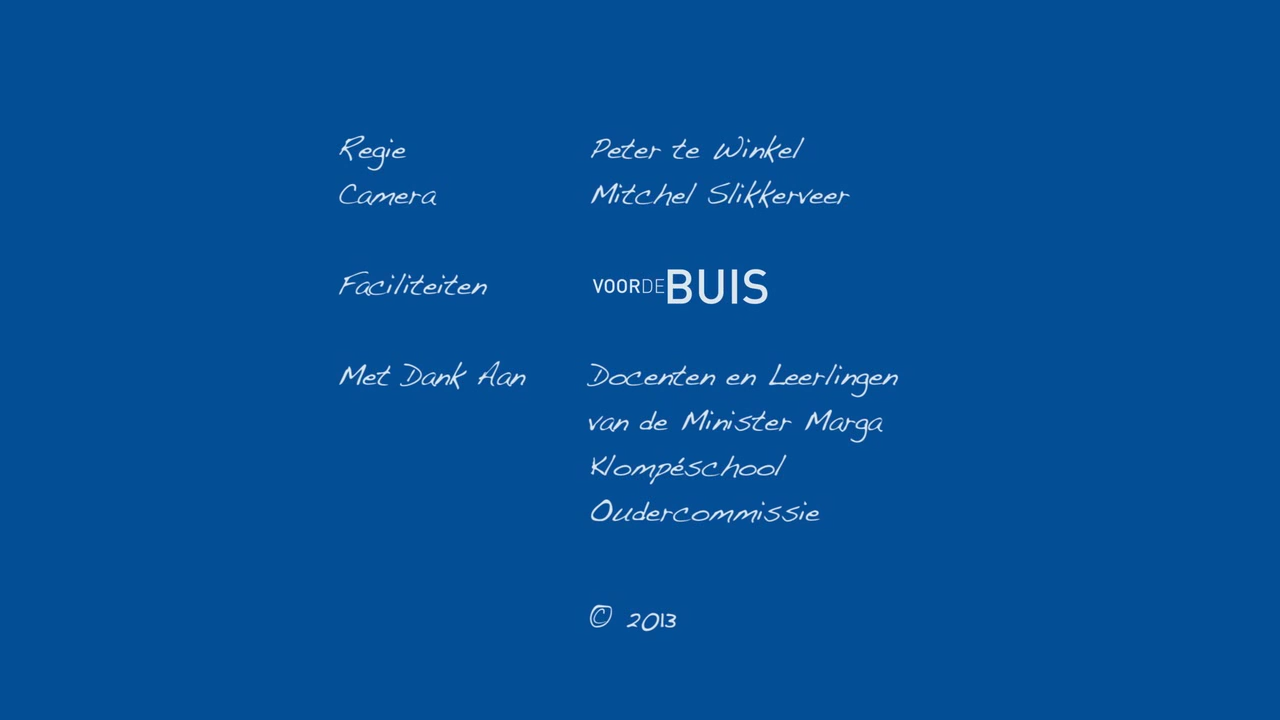 Regie Peter te Winkel
Camera Mitchel Slikkerveer
Faciliteiten VOORDEBUIS
Met Dank Aan Docenten en Leerlingen
van de Minister Marga
Klompéschool
Oudercommissie
© 2013